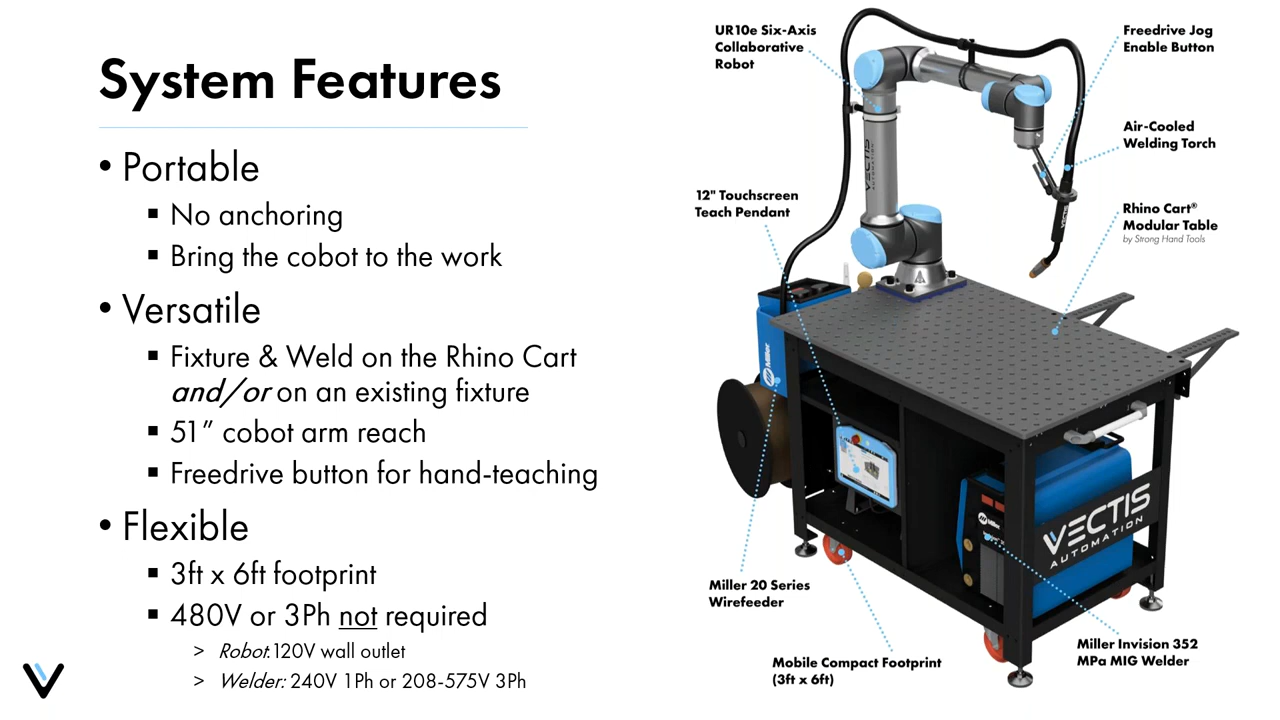 System Features
• Portable
▪ No anchoring
▪ Bring the cobot to the work
• Versatile
▪ Fixture & Weld on the Rhino Cart
and/or on an existing fixture
▪ 51” cobot arm reach
▪ Freedrive button for hand-teaching
• Flexible
▪ 3ft x 6ft footprint
▪ 480V or 3Ph not required
> Robot: 120V wall outlet
> Welder: 240V 1Ph or 208-575V 3Ph
UR10e Six-Axis
Collaborative
Robot
Freedrive Jog
Enable Button
Air-Cooled
Welding Torch
12" Touchscreen
Teach Pendant
Rhino Cart®
Modular Table
by Strong Hand Tools
VECTIS
AUTOMATION
Miller
Miller
VECTIS
AUTOMATION
Miller 20 Series
Wirefeeder
Mobile Compact Footprint
(3ft x 6ft)
Miller Invision 352
MPa MIG Welder